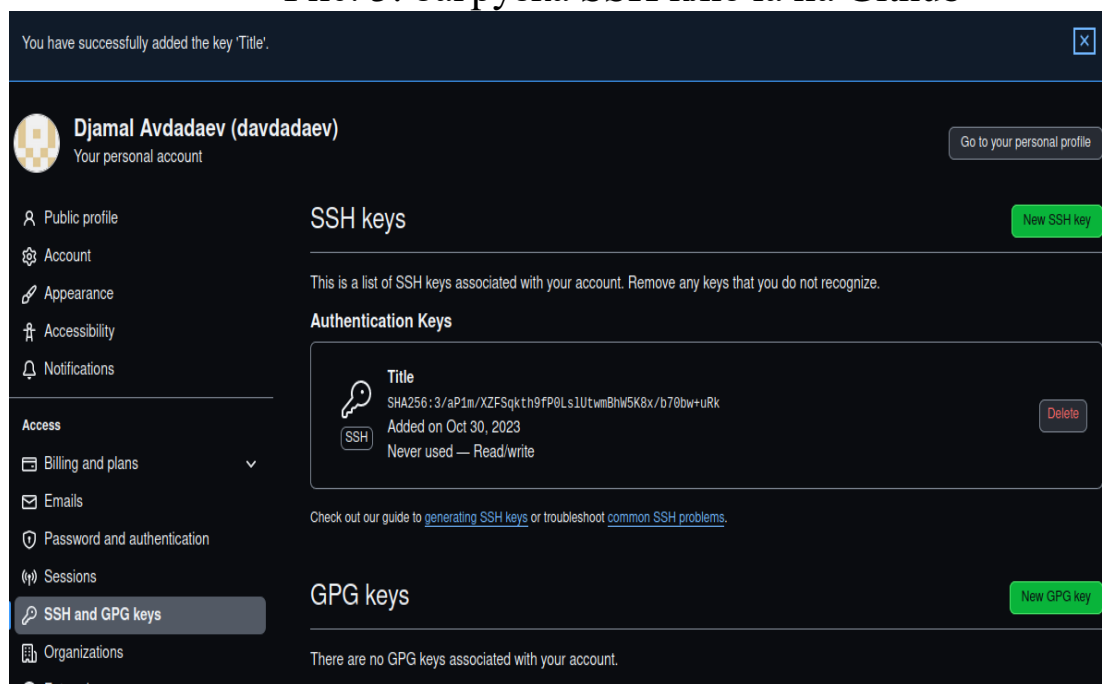 You have successfully added the key 'Title'.
Djamal Avdadaev (davdadaev)
Your personal account
Go to your personal profile
Public profile
Account
Appearance
Accessibility
Notifications
Access
Billing and plans
Emails
Password and authentication
Sessions
SSH and GPG keys
Organizations
SSH keys
New SSH key
This is a list of SSH keys associated with your account. Remove any keys that you do not recognize.
Authentication Keys
Title
SHA256:3/aP1m/XZFSqkth9fP0LslUtwmBhW5K8x/b70bw+uRk
SSH
Added on Oct 30, 2023
Never used — Read/write
Delete
Check out our guide to generating SSH keys or troubleshoot common SSH problems.
GPG keys
New GPG key
There are no GPG keys associated with your account.